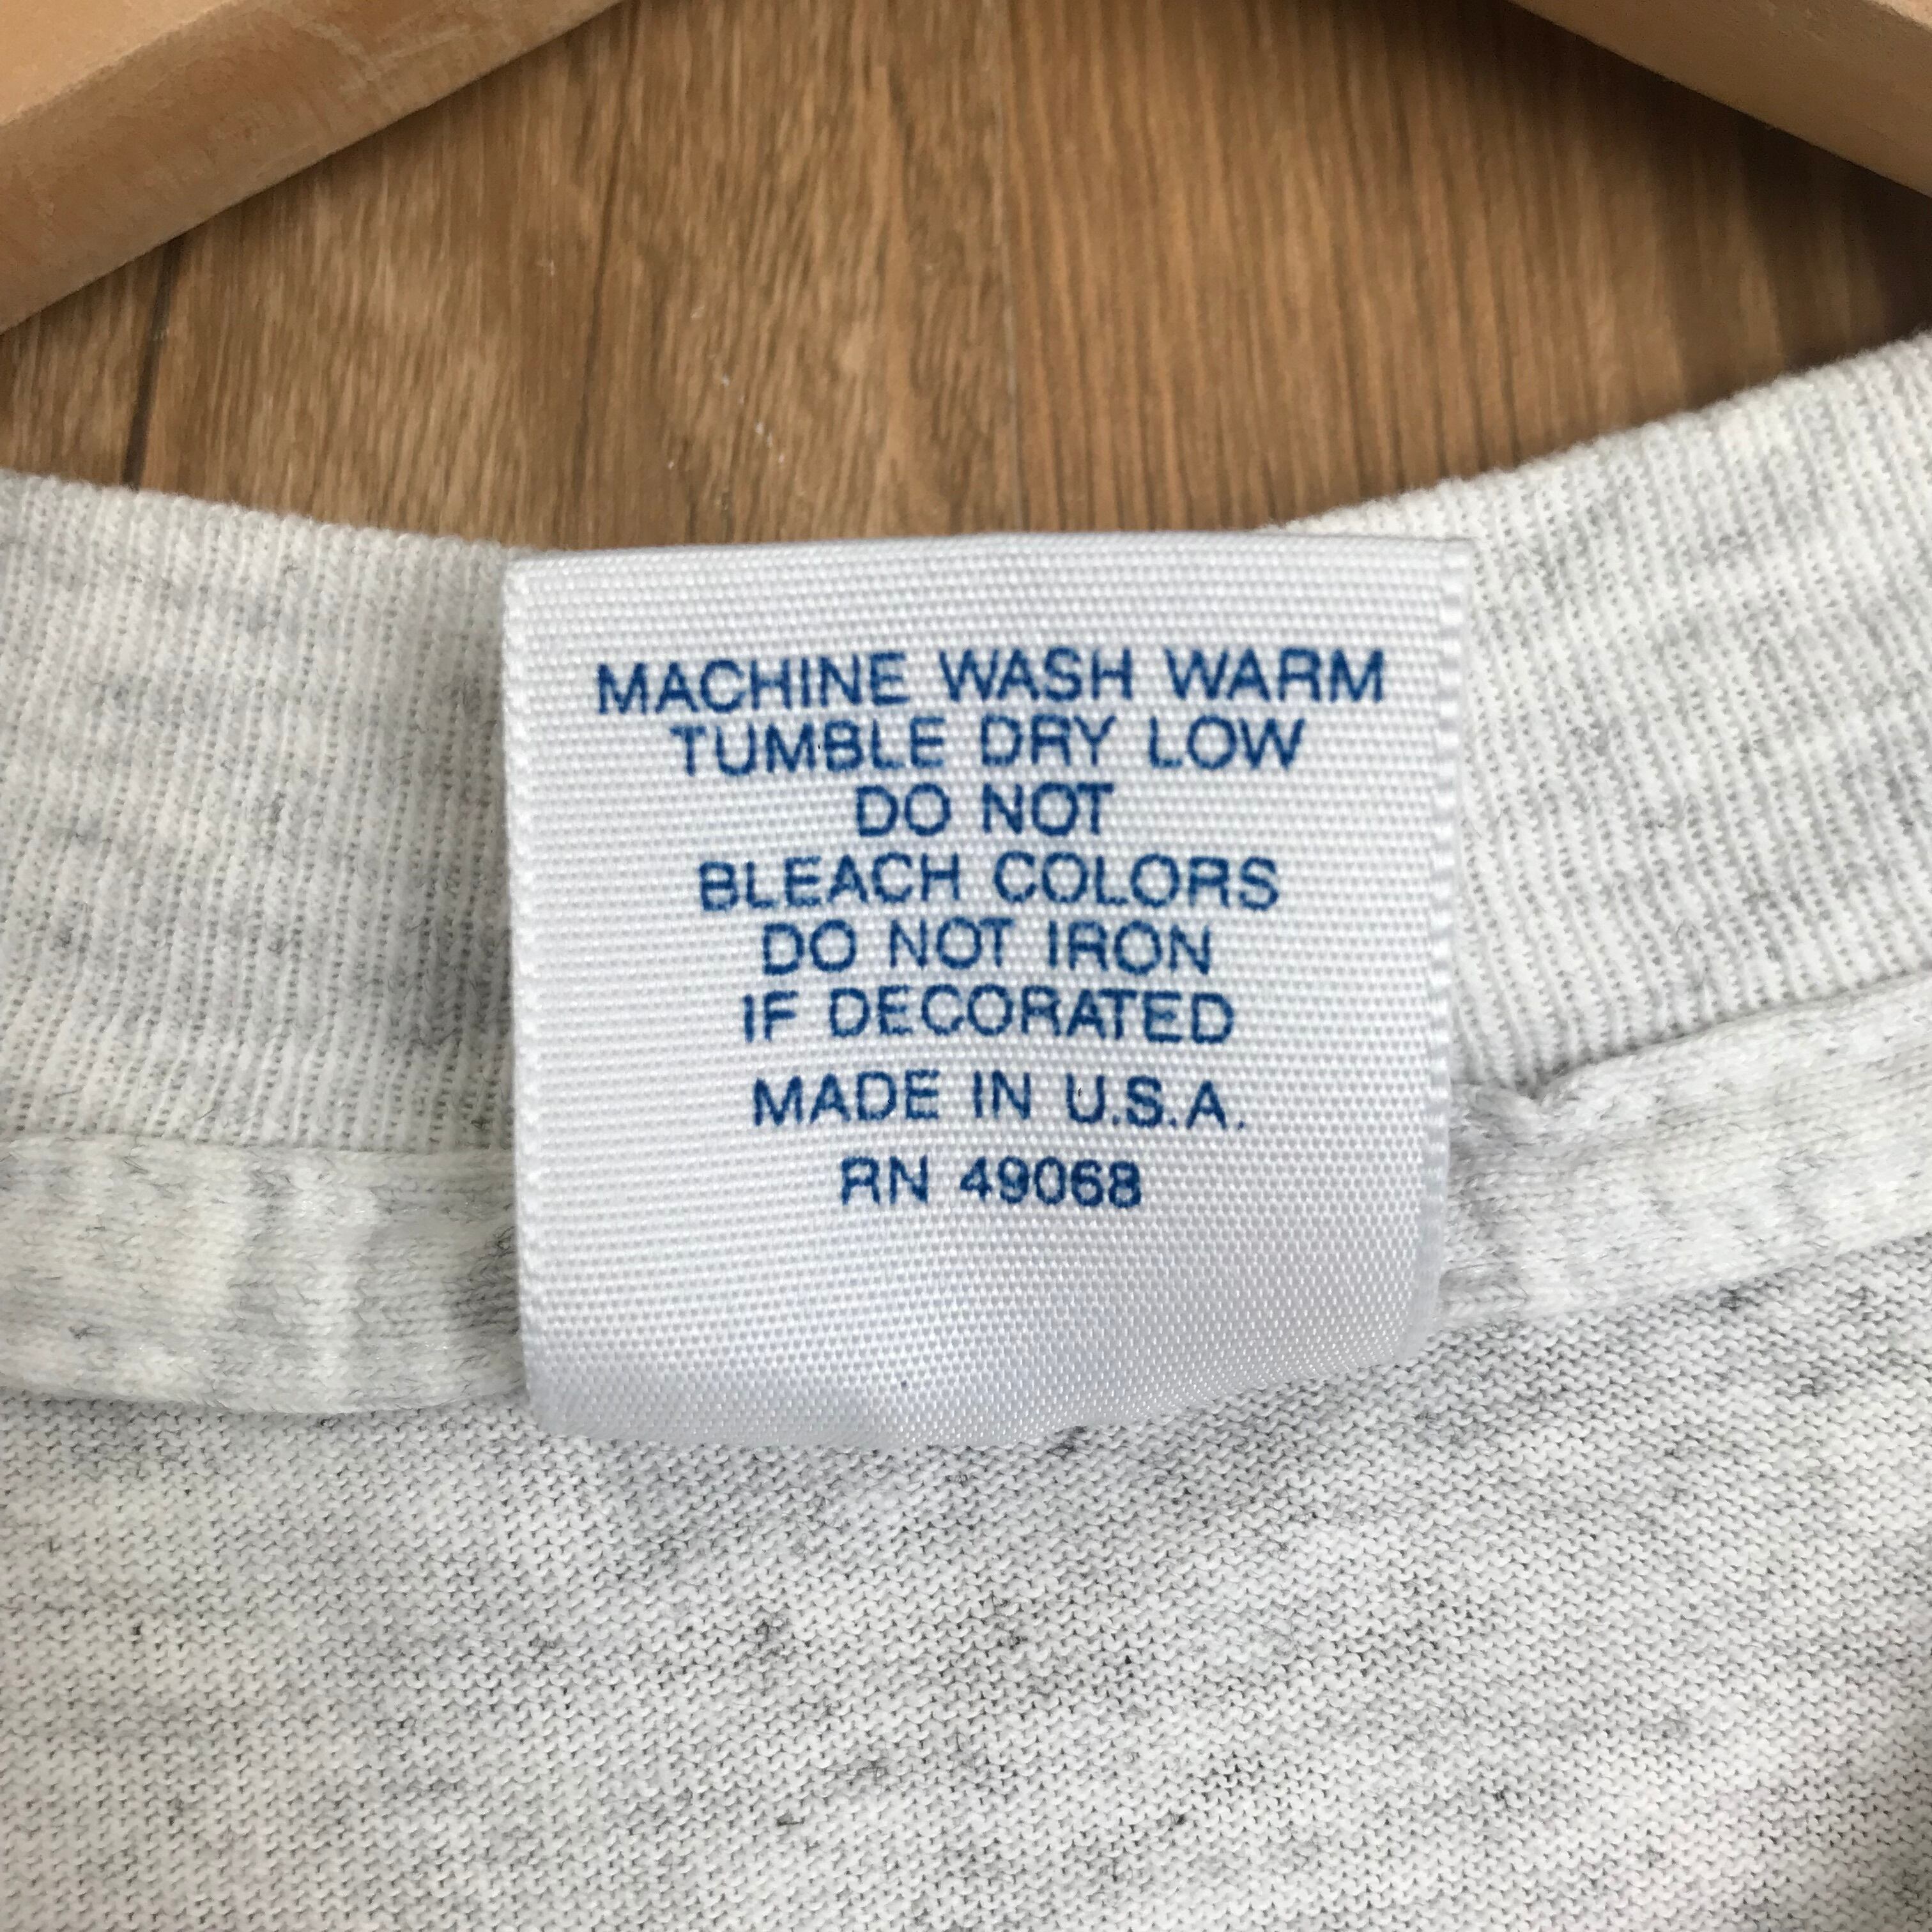 MACHINE WASH WARM
TUMBLE DRY LOW
DO NOT
BLEACH COLORS
DO NOT IRON
IF DECORATED
MADE IN U.S.A.
RN 49068